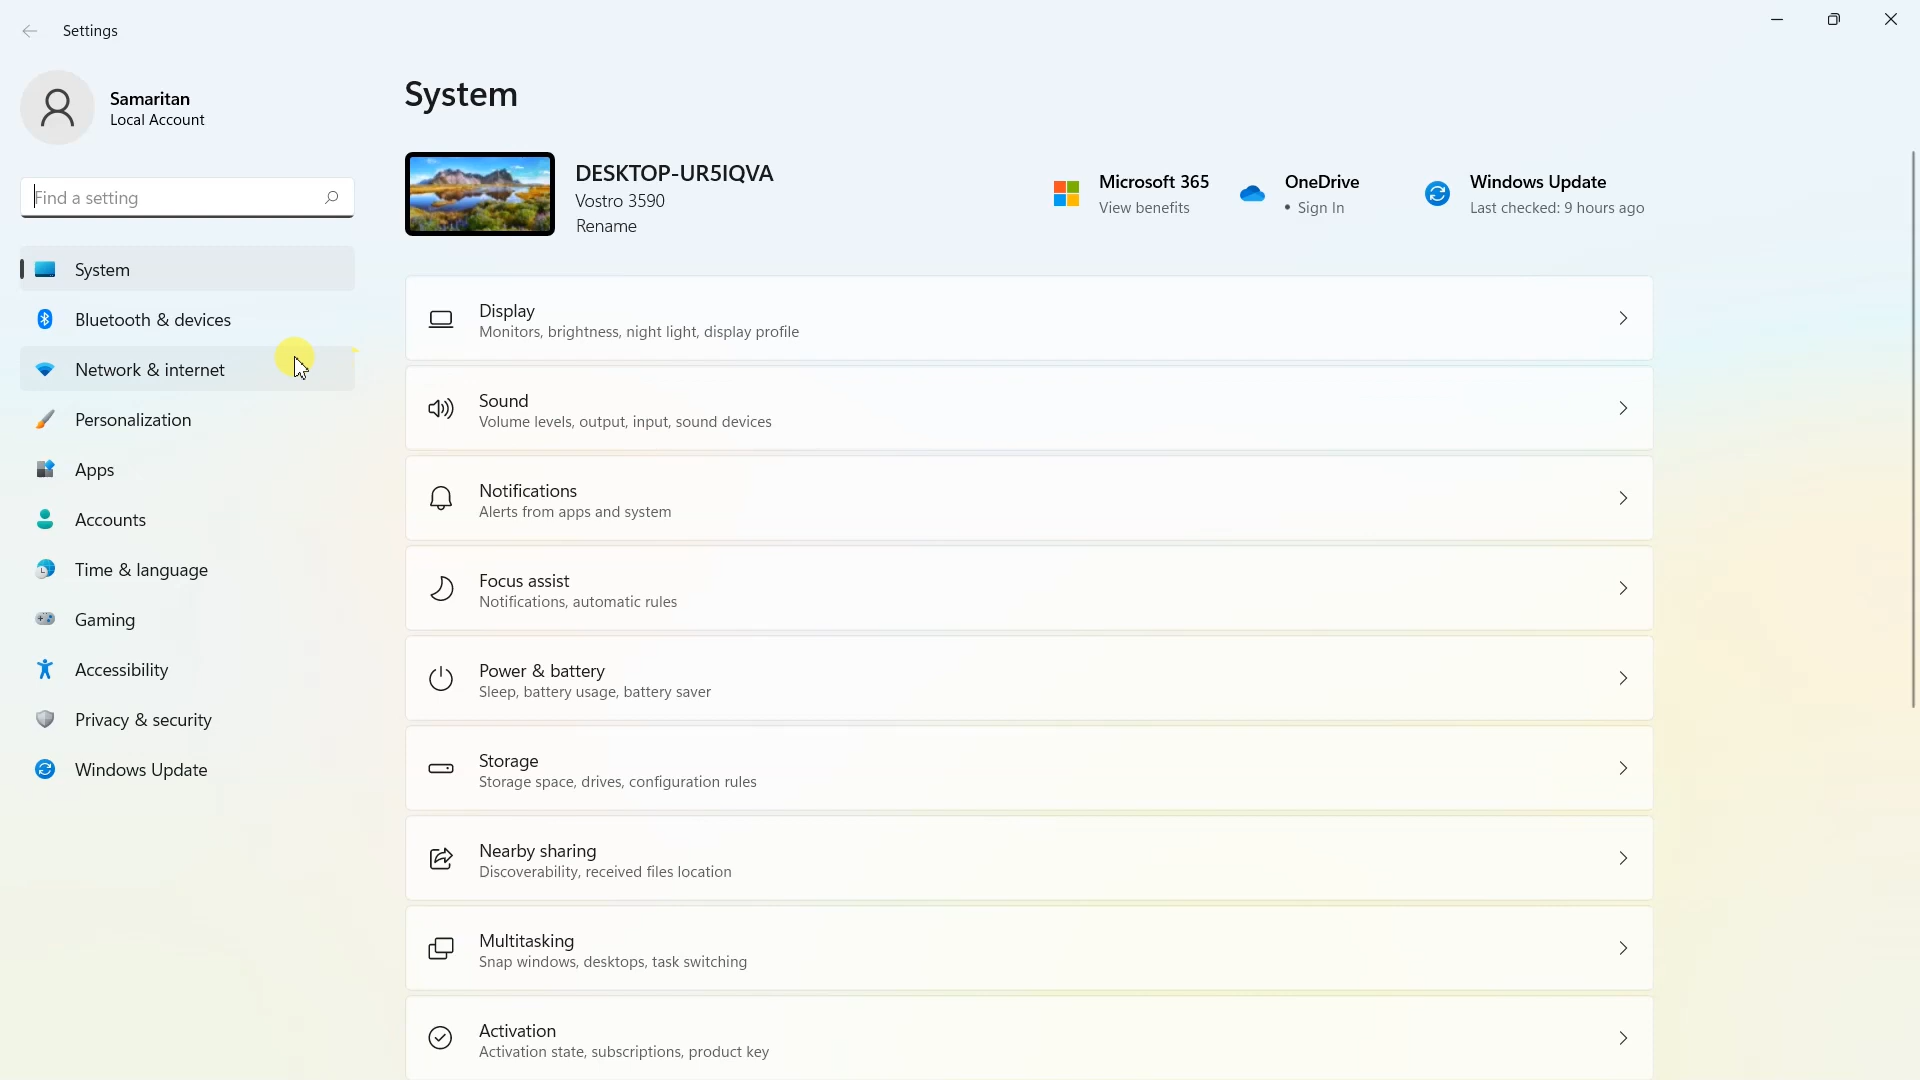 Settings
Samaritan
Local Account
Find a setting
System
Bluetooth & devices
Network & internet
Personalization
Apps
Accounts
Time & language
Gaming
Accessibility
Privacy & security
Windows Update
System
DESKTOP-UR5IQVA
Vostro 3590
Rename
Microsoft 365
View benefits
OneDrive
• Sign In
Windows Update
Last checked: 9 hours ago
Display
Monitors, brightness, night light, display profile
Sound
Volume levels, output, input, sound devices
Notifications
Alerts from apps and system
Focus assist
Notifications, automatic rules
Power & battery
Sleep, battery usage, battery saver
Storage
Storage space, drives, configuration rules
Nearby sharing
Discoverability, received files location
Multitasking
Snap windows, desktops, task switching
Activation
Activation state, subscriptions, product key